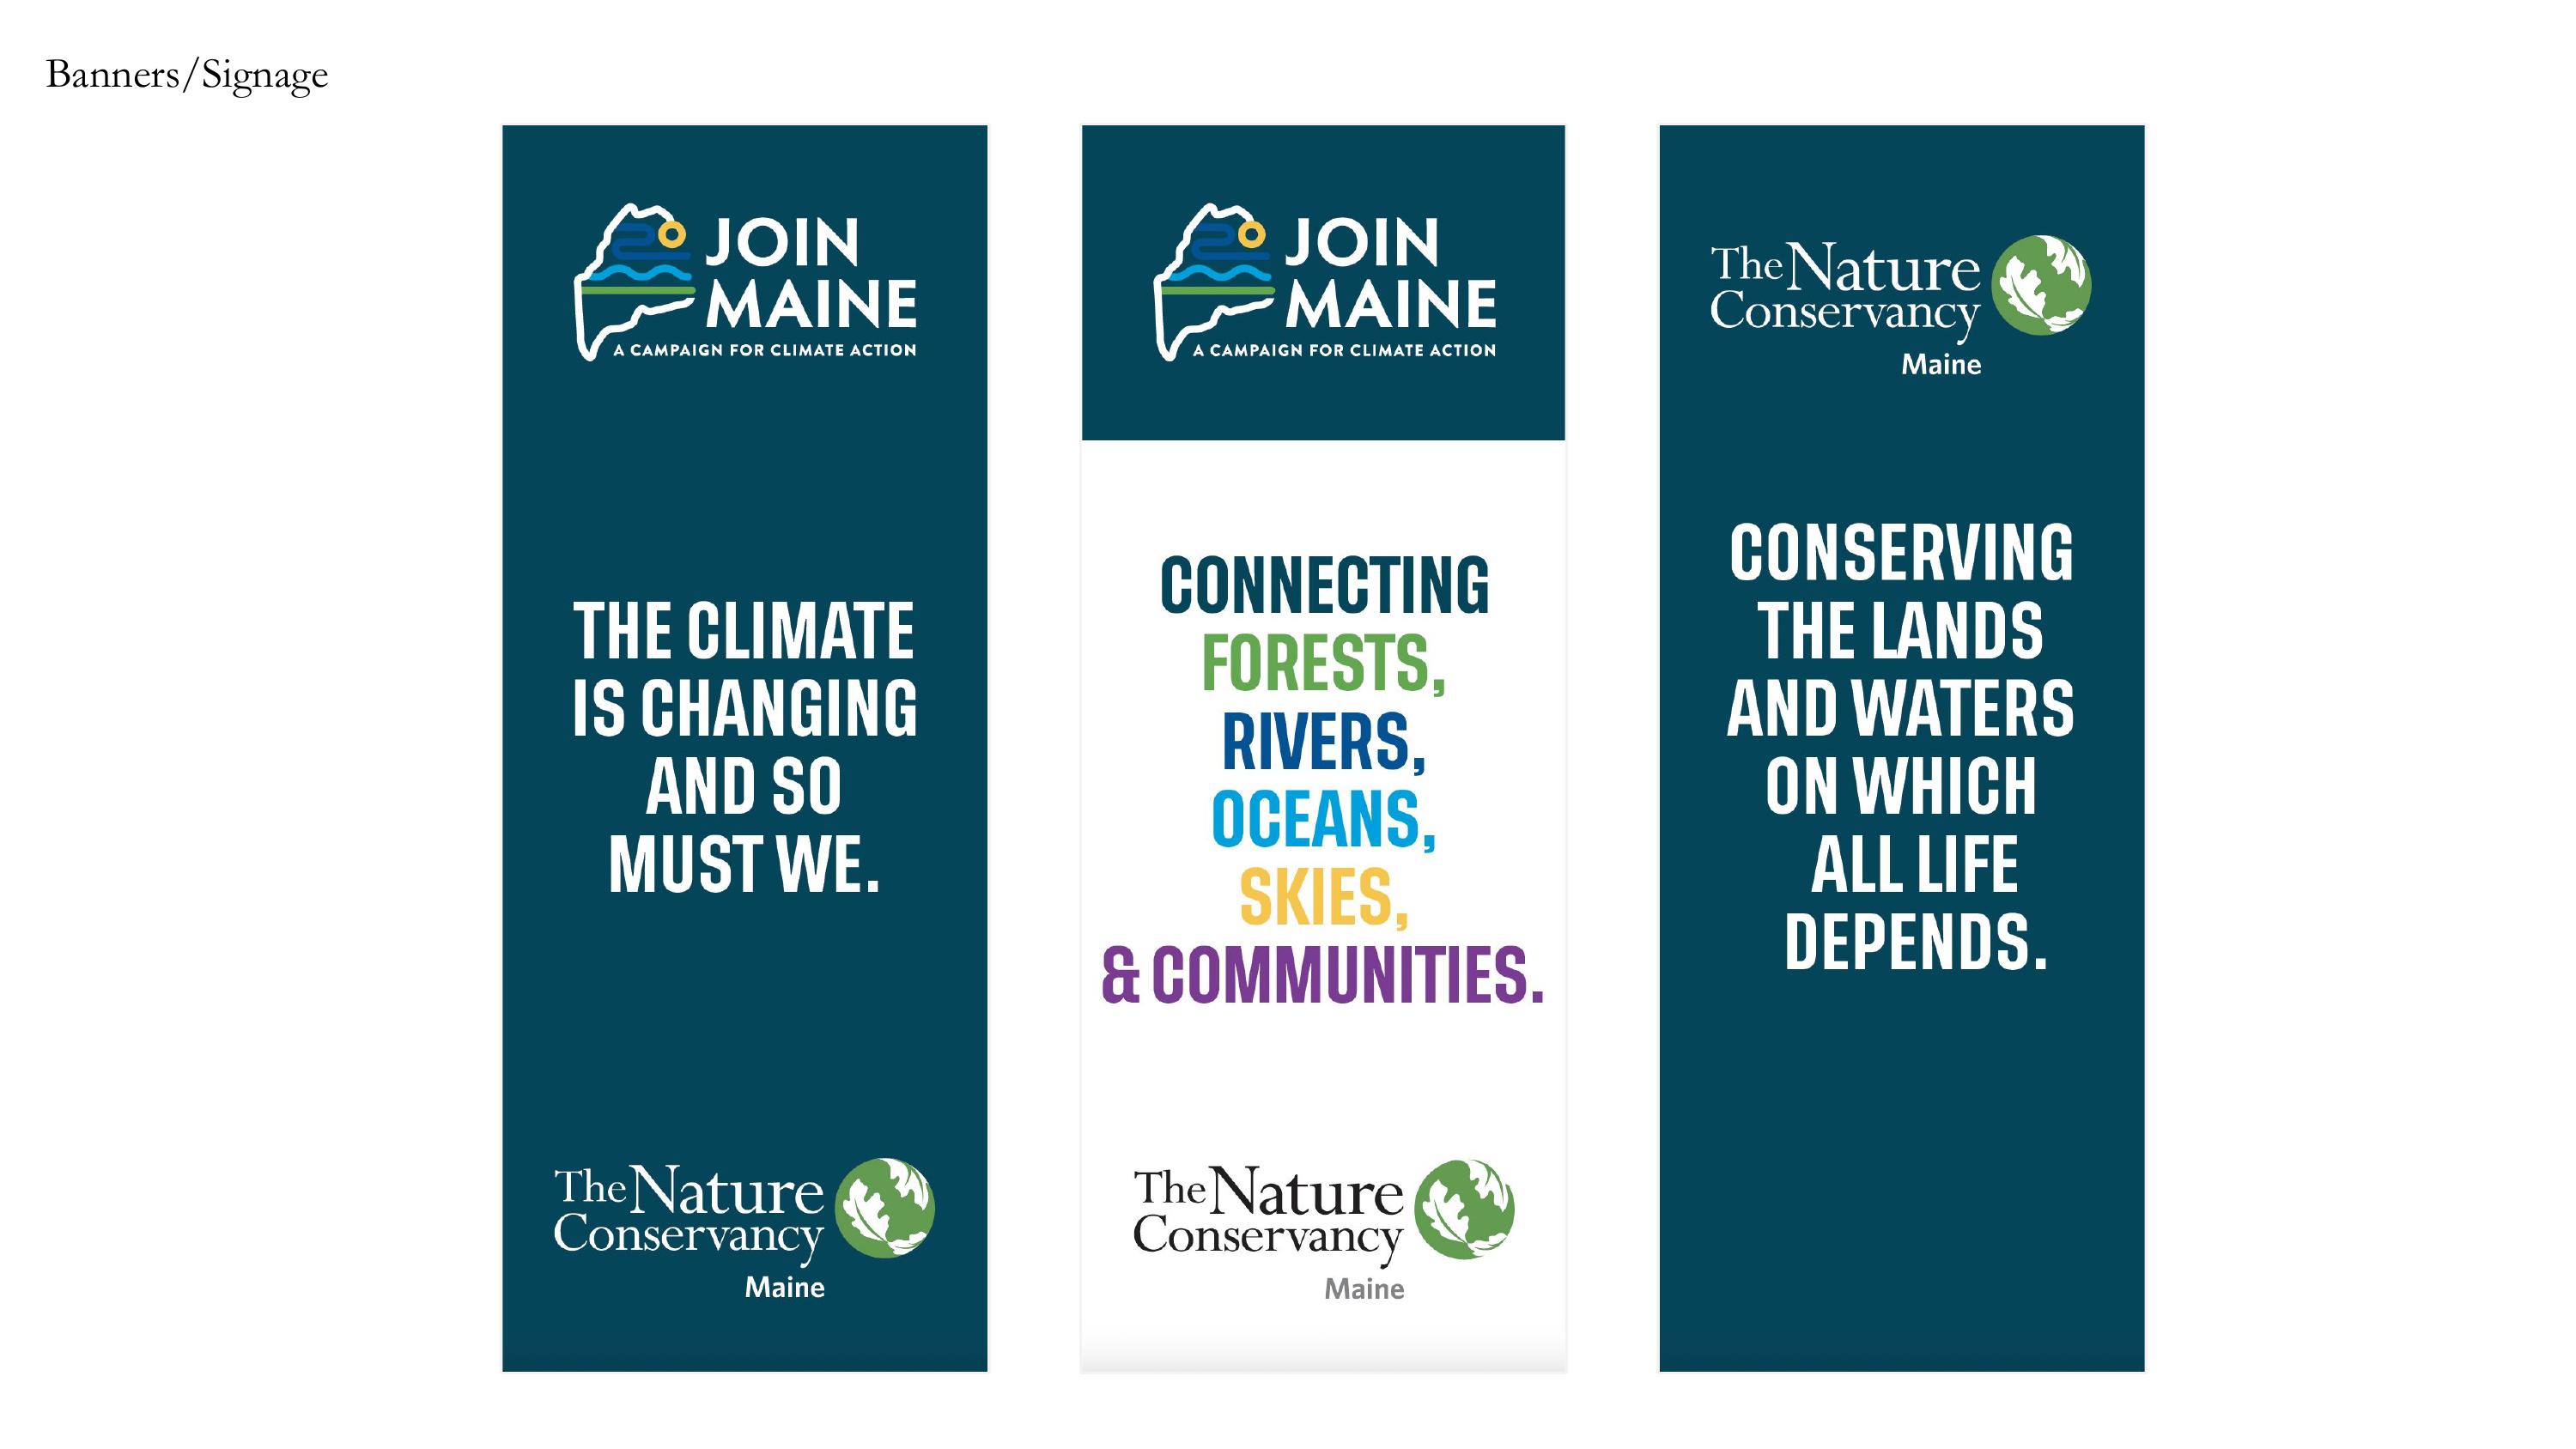 Banners/Signage
JOIN
MAINE
A CAMPAIGN FOR CLIMATE ACTION
THE CLIMATE
IS CHANGING
AND SO
MUST WE.
The Nature
Conservancy
Maine
JOIN
MAINE
A CAMPAIGN FOR CLIMATE ACTION
CONNECTING
FORESTS,
RIVERS,
OCEANS,
SKIES,
& COMMUNITIES.
The Nature
Conservancy
Maine
The Nature
Conservancy
Maine
CONSERVING
THE LANDS
AND WATERS
ON WHICH
ALL LIFE
DEPENDS.